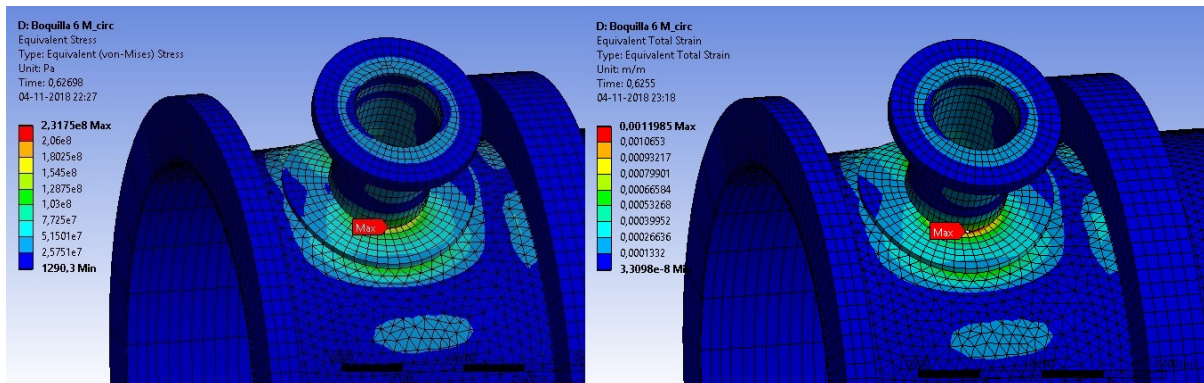 D: Boquilla 6 M_circ
Equivalent Stress
Type: Equivalent (von-Mises) Stress
Unit: Pa
Time: 0,62698
04-11-2018 22:27
2,3175e8 Max
2,06e8
1,8025e8
1,545e8
1,2875e8
1,03e8
7,725e7
5,1501e7
2,5751e7
1290,3 Min
Max
D: Boquilla 6 M_circ
Equivalent Total Strain
Type: Equivalent Total Strain
Unit: m/m
Time: 0,6255
04-11-2018 23:18
0,0011985 Max
0,0010653
0,00093217
0,00079901
0,00066584
0,00053268
0,00039952
0,00026636
0,0001332
3,3098e-8 Min
Max